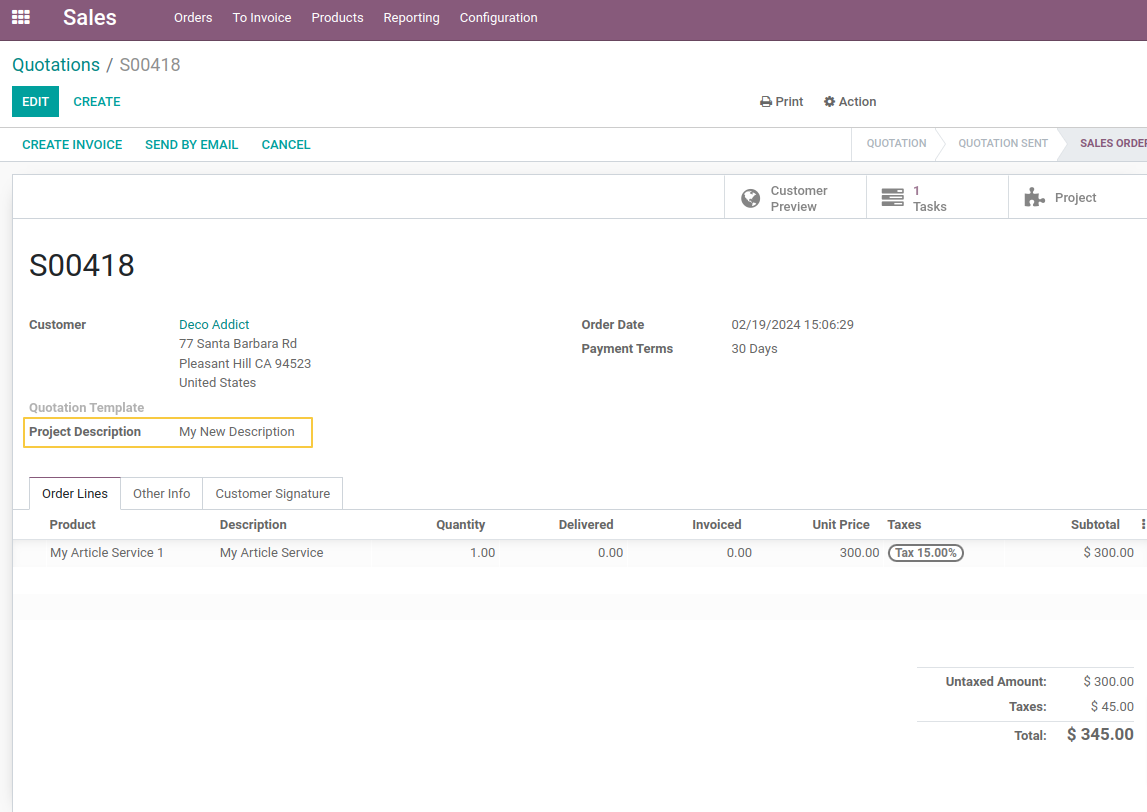 Sales Orders To Invoice Products Reporting Configuration
Quotations / S00418
EDIT CREATE Print Action
CREATE INVOICE SEND BY EMAIL CANCEL QUOTATION QUOTATION SENT SALES ORDER
Customer Preview
1 Tasks
Project
S00418
Customer Deco Addict
77 Santa Barbara Rd
Pleasant Hill CA 94523
United States
Order Date 02/19/2024 15:06:29
Payment Terms 30 Days
Quotation Template
Project Description My New Description
Order Lines Other Info Customer Signature
Product Description Quantity Delivered Invoiced Unit Price Taxes Subtotal
My Article Service 1 My Article Service 1.00 0.00 0.00 300.00 Tax 15.00% $ 300.00
Untaxed Amount: $ 300.00
Taxes: $ 45.00
Total: $ 345.00